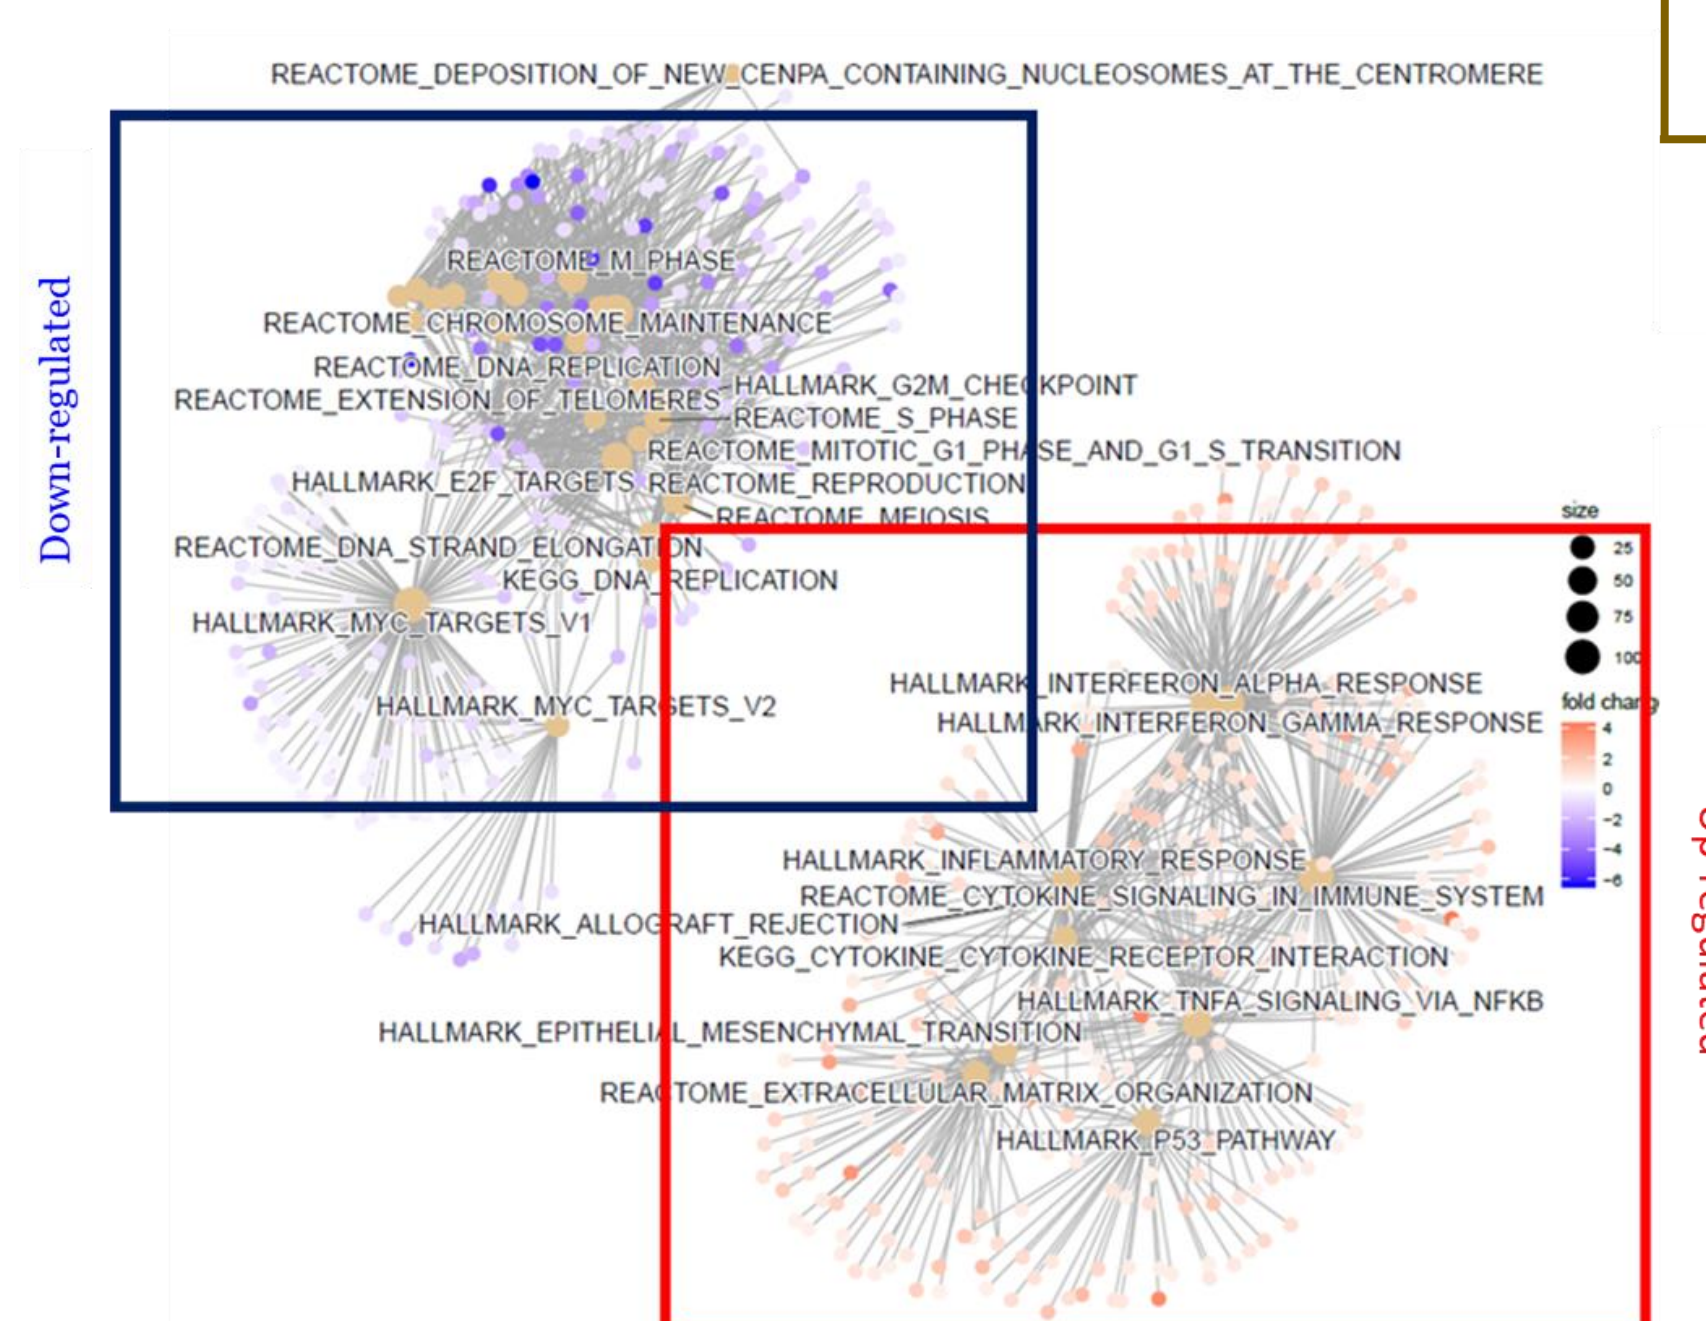 REACTOME_DEPOSITION_OF_NEW_CENPA_CONTAINING_NUCLEOSOMES_AT_THE_CENTROMERE
Down-regulated
REACTOME_M_PHASE
REACTOME_CHROMOSOME_MAINTENANCE
REACTOME_DNA_REPLICATION
HALLMARK_G2M_CHECKPOINT
REACTOME_EXTENSION_OF_TELOMERES
REACTOME_S_PHASE
REACTOME_MITOTIC_G1_PHASE_AND_G1_S_TRANSITION
HALLMARK_E2F_TARGETS
REACTOME_REPRODUCTION
REACTOME_MEIOSIS
REACTOME_DNA_STRAND_ELONGATION
KEGG_DNA_REPLICATION
HALLMARK_MYC_TARGETS_V1
HALLMARK_MYC_TARGETS_V2
size
25
50
75
100
fold chang
4
2
0
-2
-4
-6
HALLMARK_INTERFERON_ALPHA_RESPONSE
HALLMARK_INTERFERON_GAMMA_RESPONSE
HALLMARK_INFLAMMATORY_RESPONSE
REACTOME_CYTOKINE_SIGNALING_IN_IMMUNE_SYSTEM
HALLMARK_ALLOGRAFT_REJECTION
KEGG_CYTOKINE_CYTOKINE_RECEPTOR_INTERACTION
HALLMARK_TNFA_SIGNALING_VIA_NFKB
HALLMARK_EPITHELIAL_MESENCHYMAL_TRANSITION
REACTOME_EXTRACELLULAR_MATRIX_ORGANIZATION
HALLMARK_P53_PATHWAY